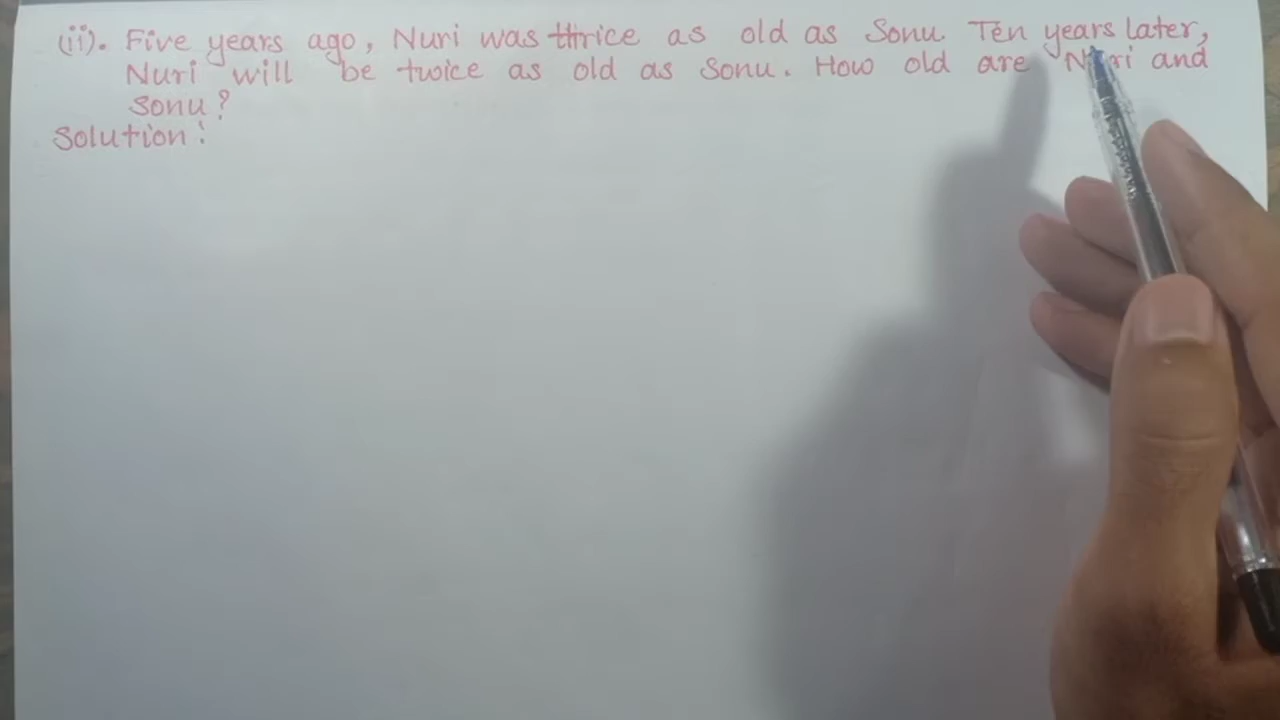 (ii). Five years ago, Nuri was thrice as old as Sonu Ten years later,
Nuri will be twice as old as Sonu. How old are Nuri and
Sonu?
Solution: